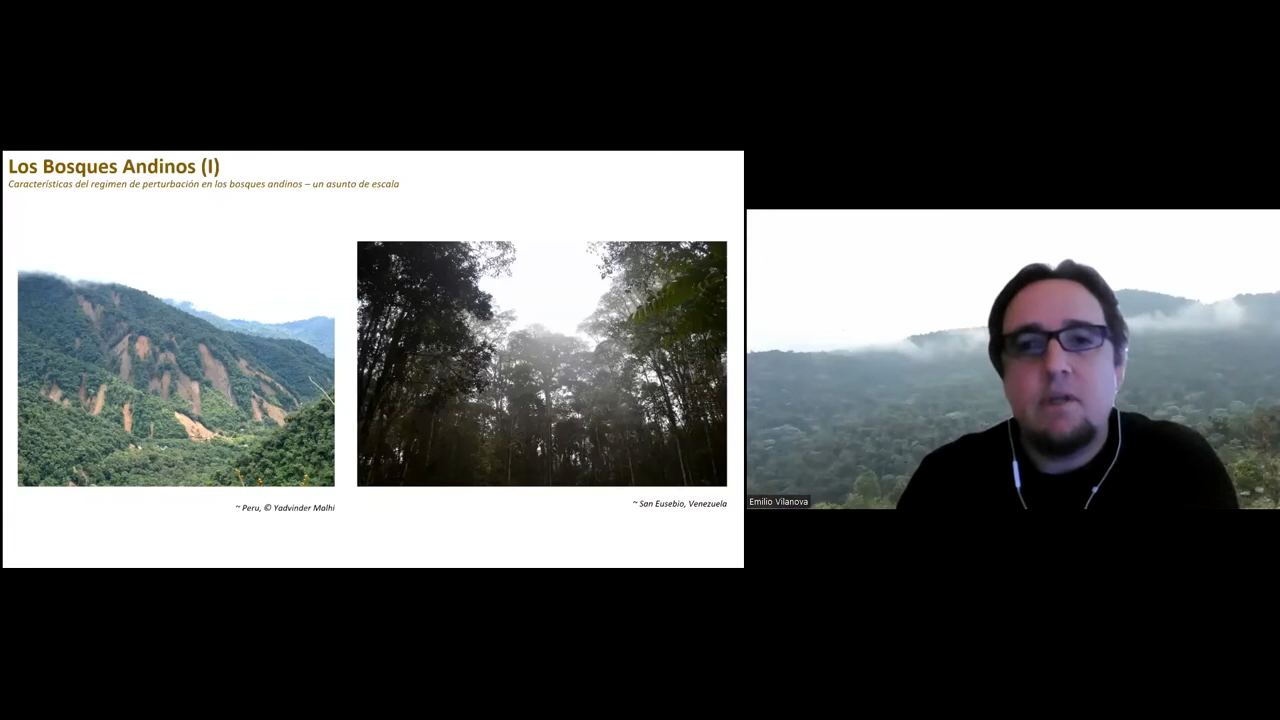 Los Bosques Andinos (I)
Características del regimen de perturbación en los bosques andinos – un asunto de escala
~ Peru, © Yadvinder Malhi
~ San Eusebio, Venezuela
Emilio Vilanova